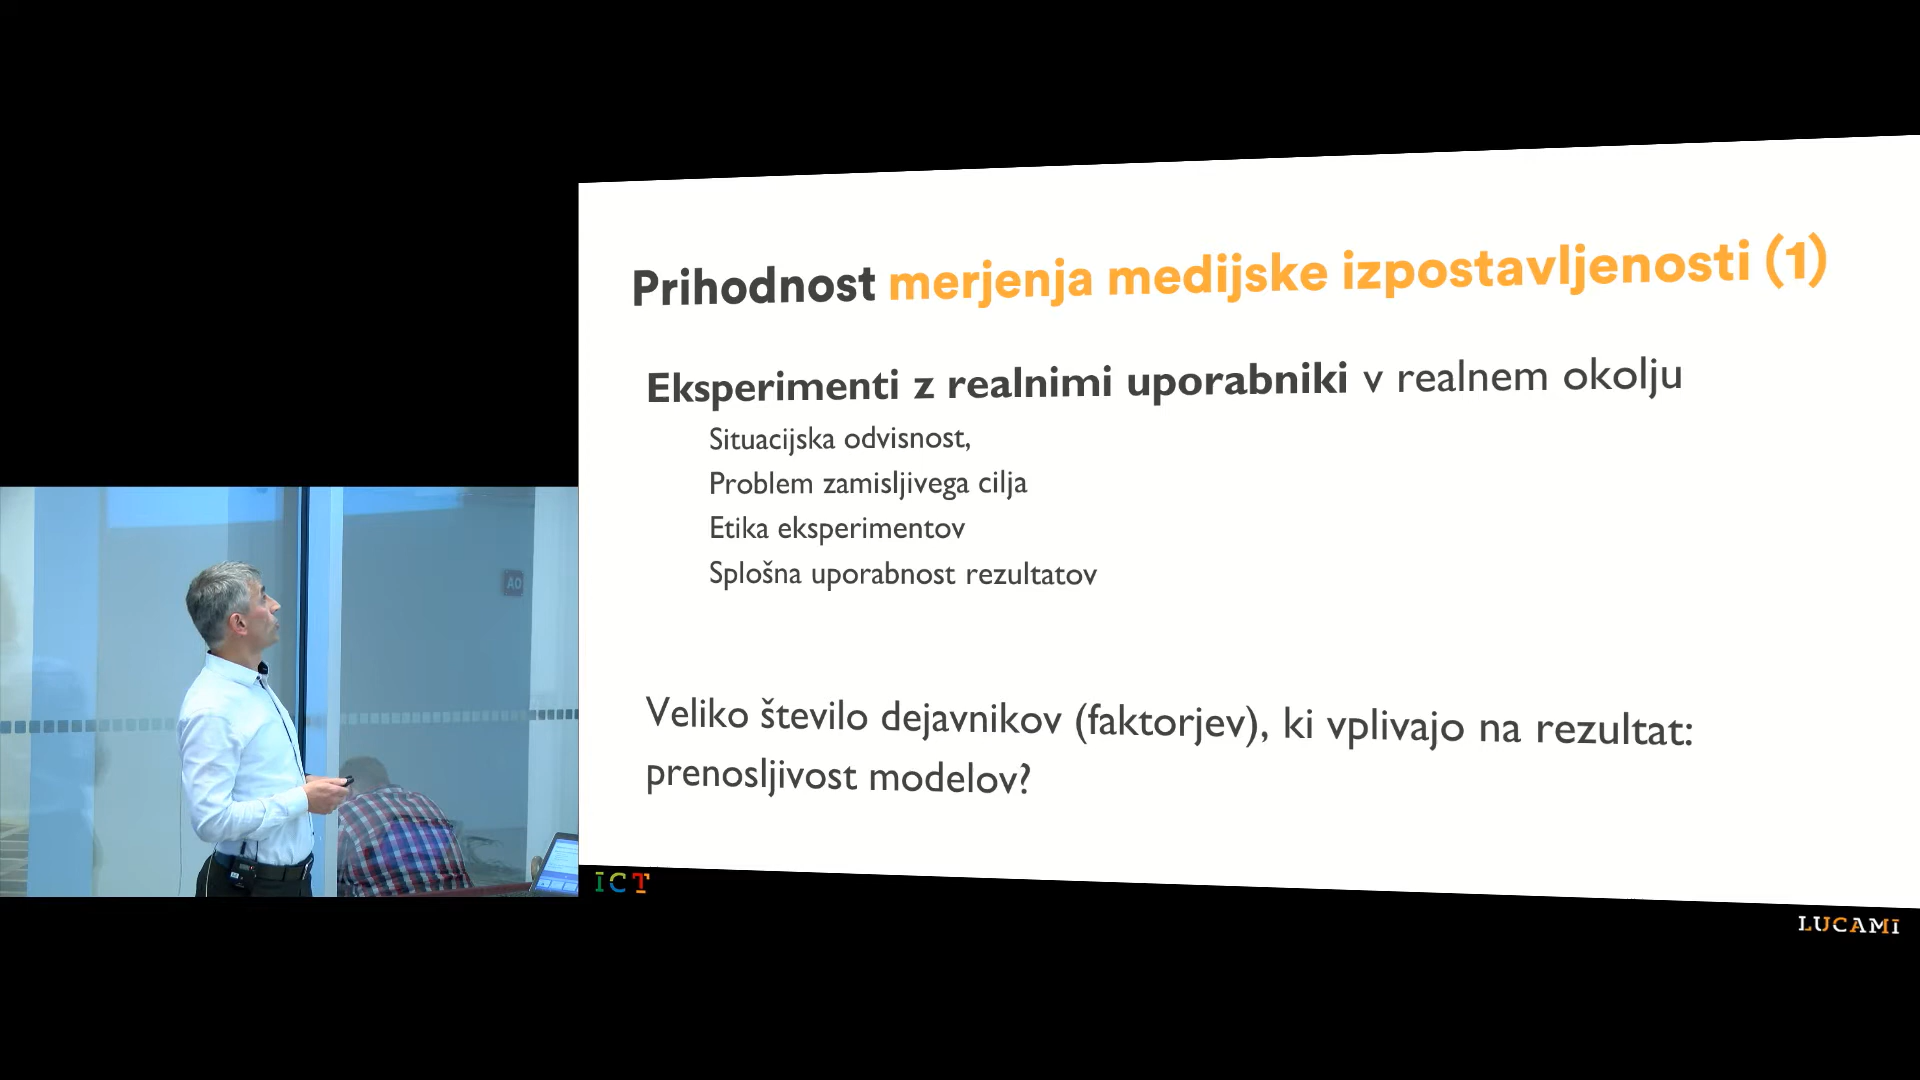 Prihodnost merjenja medijske izpostavljenosti (1)
Eksperimenti z realnimi uporabniki v realnem okolju
Situacijska odvisnost,
Problem zamisljivega cilja
Etika eksperimentov
Splošna uporabnost rezultatov
Veliko število dejavnikov (faktorjev), ki vplivajo na rezultat:
prenosljivost modelov?
AO
ICT
LUCAMI